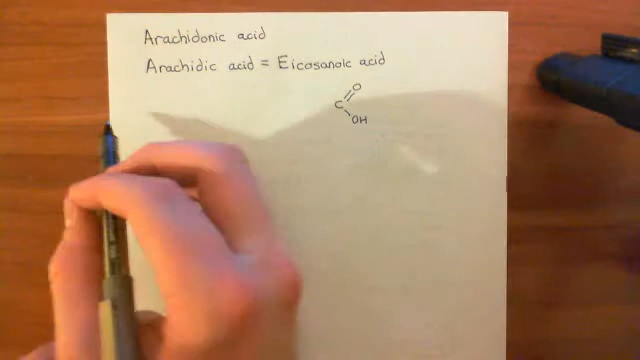 Arachidonic acid
Arachidic acid = Eicosanoic acid
O
C
OH